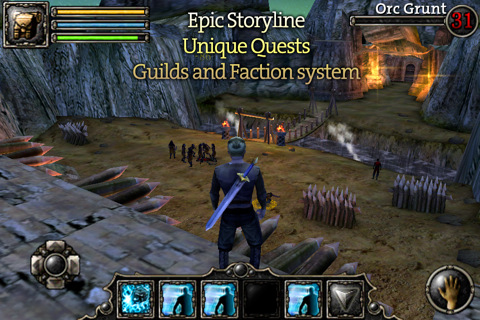 Orc Grunt 31
Epic Storyline
Unique Quests
Guilds and Faction system